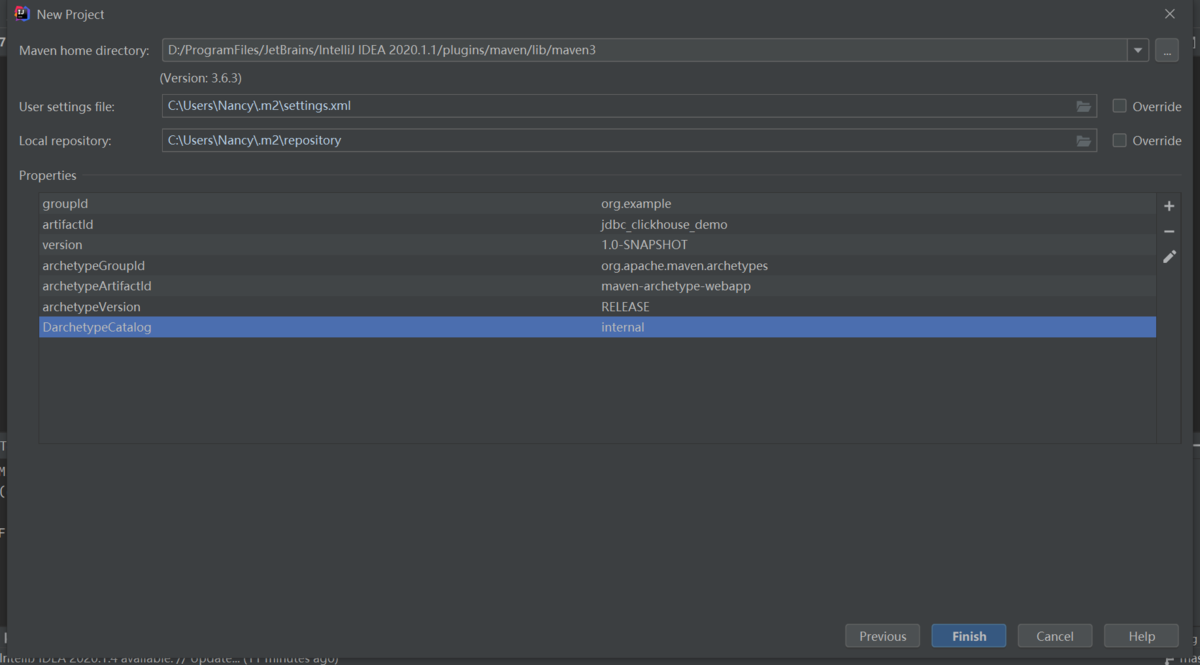 New Project
Maven home directory: D:/ProgramFiles/JetBrains/IntelliJ IDEA 2020.1.1/plugins/maven/lib/maven3 ...
(Version: 3.6.3)
User settings file: C:\Users\Nancy\.m2\settings.xml Override
Local repository: C:\Users\Nancy\.m2\repository Override
Properties
groupId org.example
artifactId jdbc_clickhouse_demo
version 1.0-SNAPSHOT
archetypeGroupId org.apache.maven.archetypes
archetypeArtifactId maven-archetype-webapp
archetypeVersion RELEASE
DarchetypeCatalog internal
Previous Finish Cancel Help
IntelliJ IDEA 2020.1.4 available: // Update... (11 minutes ago)